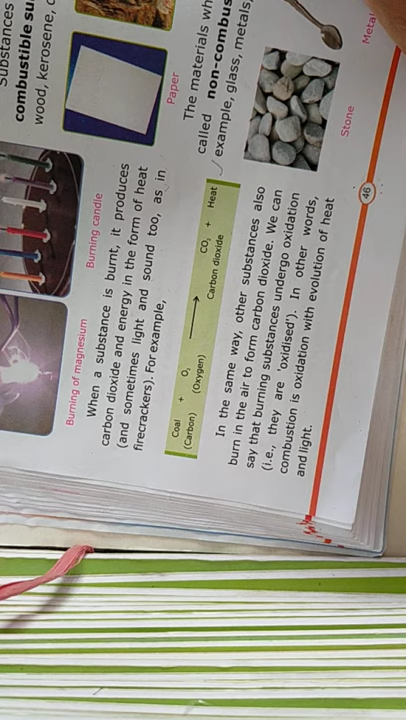 Burning of magnesium
Burning candle
When a substance is burnt, it produces
carbon dioxide and energy in the form of heat
(and sometimes light and sound too, as in
firecrackers). For example,
Coal + O₂ → CO₂ + Heat
(Carbon) (Oxygen) Carbon dioxide
In the same way, other substances also
burn in the air to form carbon dioxide. We can
say that burning substances undergo oxidation
(i.e., they are 'oxidised'). In other words,
combustion is oxidation with evolution of heat
and light.
46
Substances
combustible su
wood, kerosene, c
Paper
The materials wh
called non-combus
example, glass, metals,
Stone
Metal